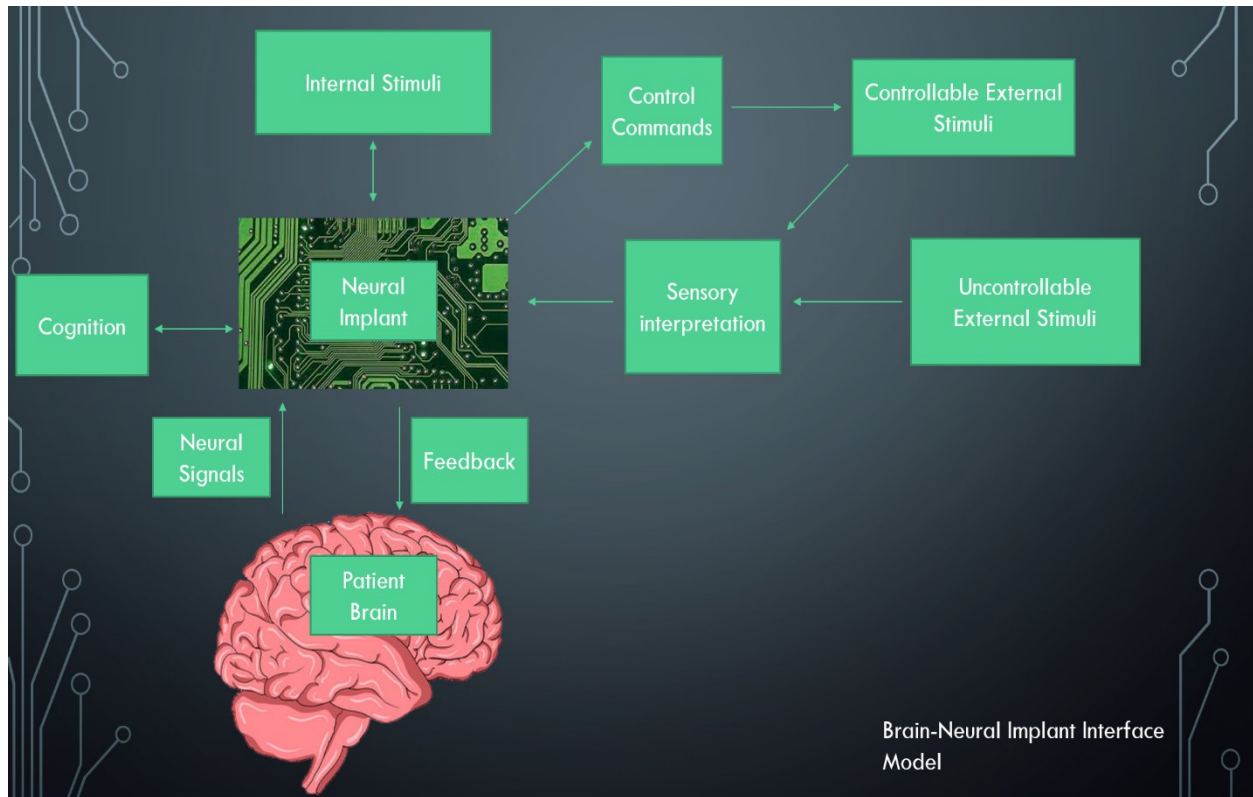 Internal Stimuli
Control
Commands
Controllable External
Stimuli
Cognition
Neural
Implant
Sensory
interpretation
Uncontrollable
External Stimuli
Neural
Signals
Feedback
Patient
Brain
Brain-Neural Implant Interface
Model